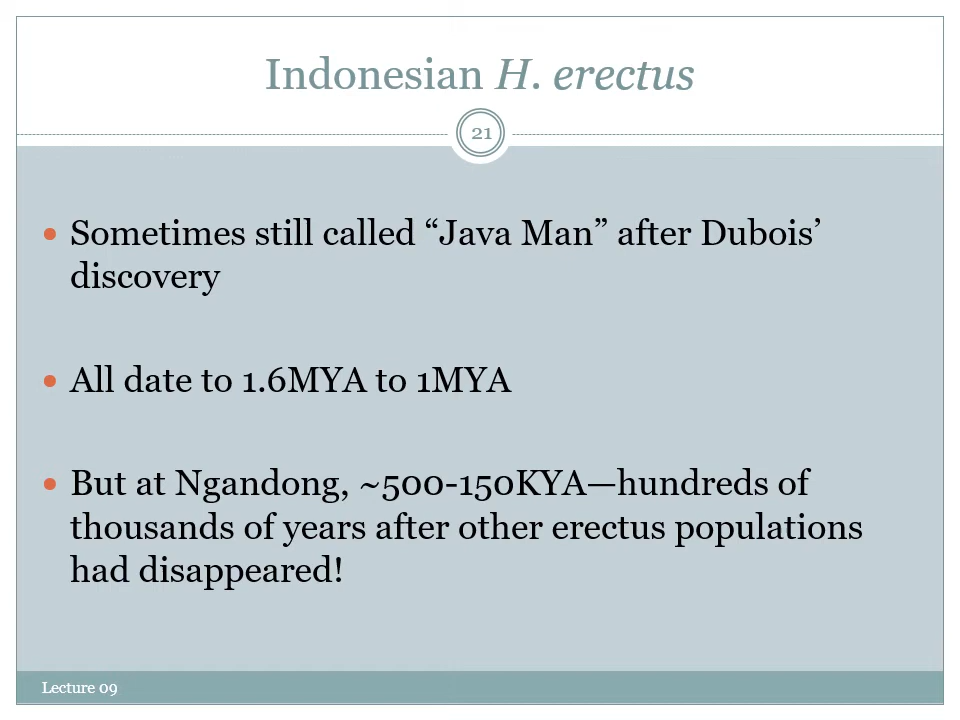 Indonesian H. erectus
21
• Sometimes still called “Java Man” after Dubois’
discovery
• All date to 1.6MYA to 1MYA
• But at Ngandong, ~500-150KYA—hundreds of
thousands of years after other erectus populations
had disappeared!
Lecture 09